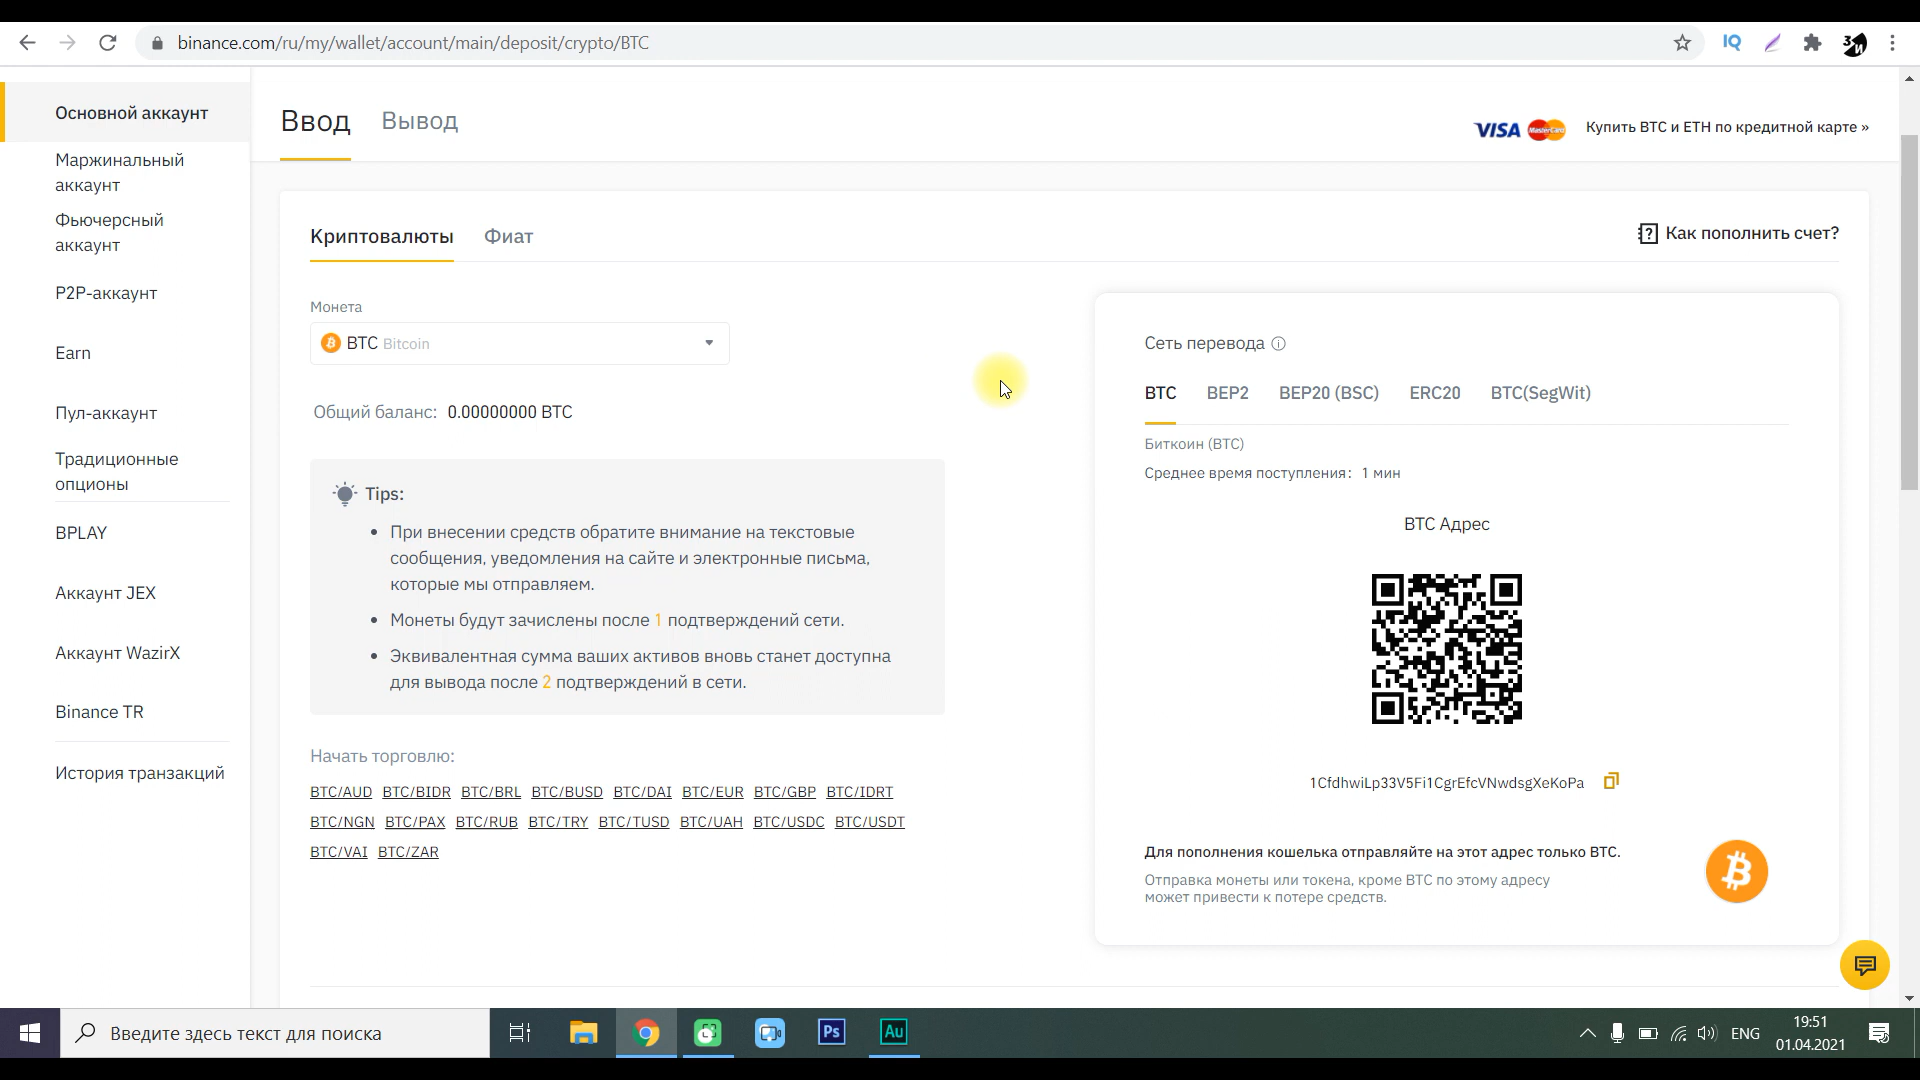 binance.com/ru/my/wallet/account/main/deposit/crypto/BTC
IQ
Основной аккаунт
Маржинальный
аккаунт
Фьючерсный
аккаунт
P2P-аккаунт
Earn
Пул-аккаунт
Традиционные
опционы
BPLAY
Аккаунт JEX
Аккаунт WazirX
Binance TR
История транзакций
Ввод Вывод
VISA MasterCard Купить BTC и ETH по кредитной карте »
Криптовалюты Фиат
Как пополнить счет?
Монета
BTC Bitcoin
Общий баланс: 0.00000000 BTC
Tips:
• При внесении средств обратите внимание на текстовые
сообщения, уведомления на сайте и электронные письма,
которые мы отправляем.
• Монеты будут зачислены после 1 подтверждений сети.
• Эквивалентная сумма ваших активов вновь станет доступна
для вывода после 2 подтверждений в сети.
Начать торговлю:
BTC/AUD BTC/BIDR BTC/BRL BTC/BUSD BTC/DAI BTC/EUR BTC/GBP BTC/IDRT
BTC/NGN BTC/PAX BTC/RUB BTC/TRY BTC/TUSD BTC/UAH BTC/USDC BTC/USDT
BTC/VAI BTC/ZAR
Сеть перевода
BTC BEP2 BEP20 (BSC) ERC20 BTC(SegWit)
Биткоин (BTC)
Среднее время поступления: 1 мин
BTC Адрес
1CfdhwiLp33V5Fi1CgrEfcVNwdsgXeKoPa
Для пополнения кошелька отправляйте на этот адрес только BTC.
Отправка монеты или токена, кроме BTC по этому адресу
может привести к потере средств.
Введите здесь текст для поиска
Ps
Au
ENG
19:51
01.04.2021